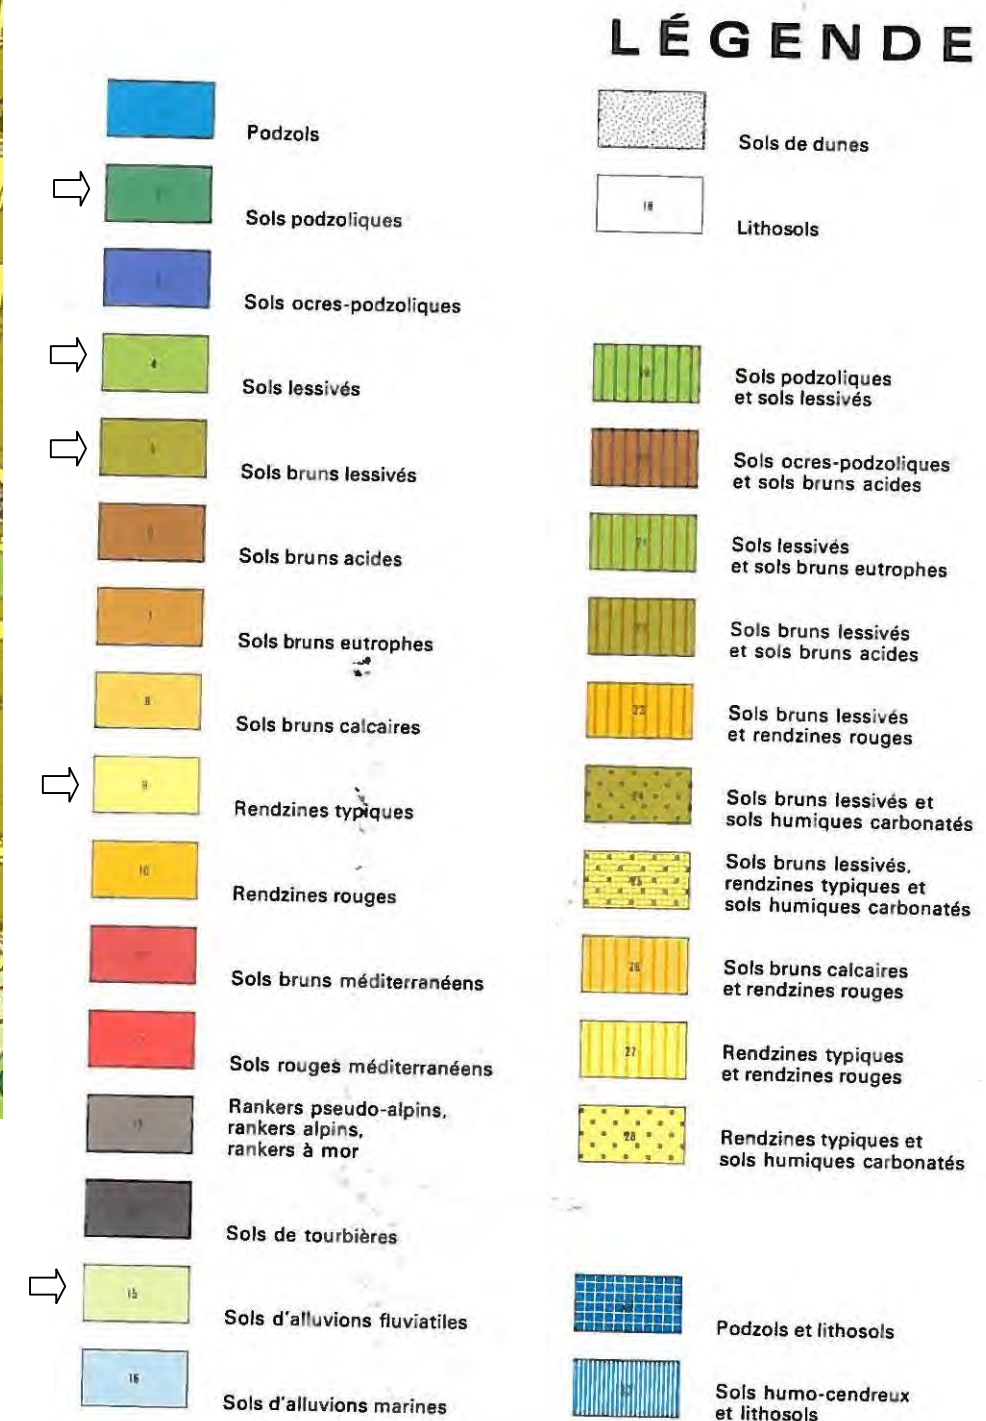 LÉGENDE
Podzols
Sols podzoliques
Sols ocres-podzoliques
4
Sols lessivés
Sols bruns lessivés
Sols bruns acides
7
Sols bruns eutrophes
8
Sols bruns calcaires
9
Rendzines typiques
10
Rendzines rouges
Sols bruns méditerranéens
Sols rouges méditerranéens
Rankers pseudo-alpins,
rankers alpins,
rankers à mor
Sols de tourbières
15
Sols d'alluvions fluviatiles
16
Sols d'alluvions marines
Sols de dunes
18
Lithosols
Sols podzoliques
et sols lessivés
Sols ocres-podzoliques
et sols bruns acides
21
Sols lessivés
et sols bruns eutrophes
Sols bruns lessivés
et sols bruns acides
23
Sols bruns lessivés
et rendzines rouges
24
Sols bruns lessivés et
sols humiques carbonatés
25
Sols bruns lessivés,
rendzines typiques et
sols humiques carbonatés
26
Sols bruns calcaires
et rendzines rouges
27
Rendzines typiques
et rendzines rouges
28
Rendzines typiques et
sols humiques carbonatés
Podzols et lithosols
Sols humo-cendreux
et lithosols